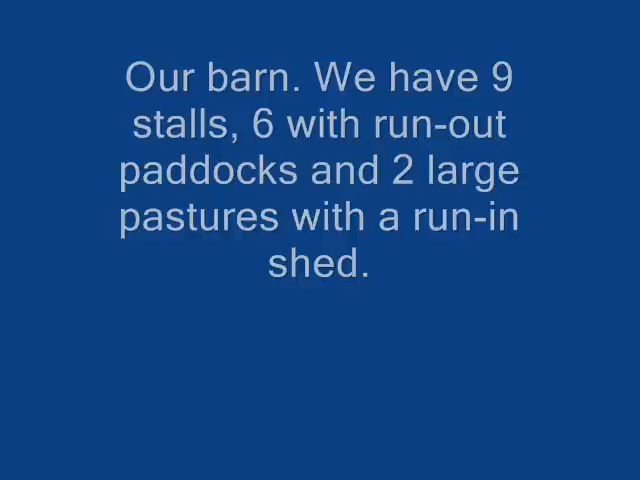 Our barn. We have 9
stalls, 6 with run-out
paddocks and 2 large
pastures with a run-in
shed.